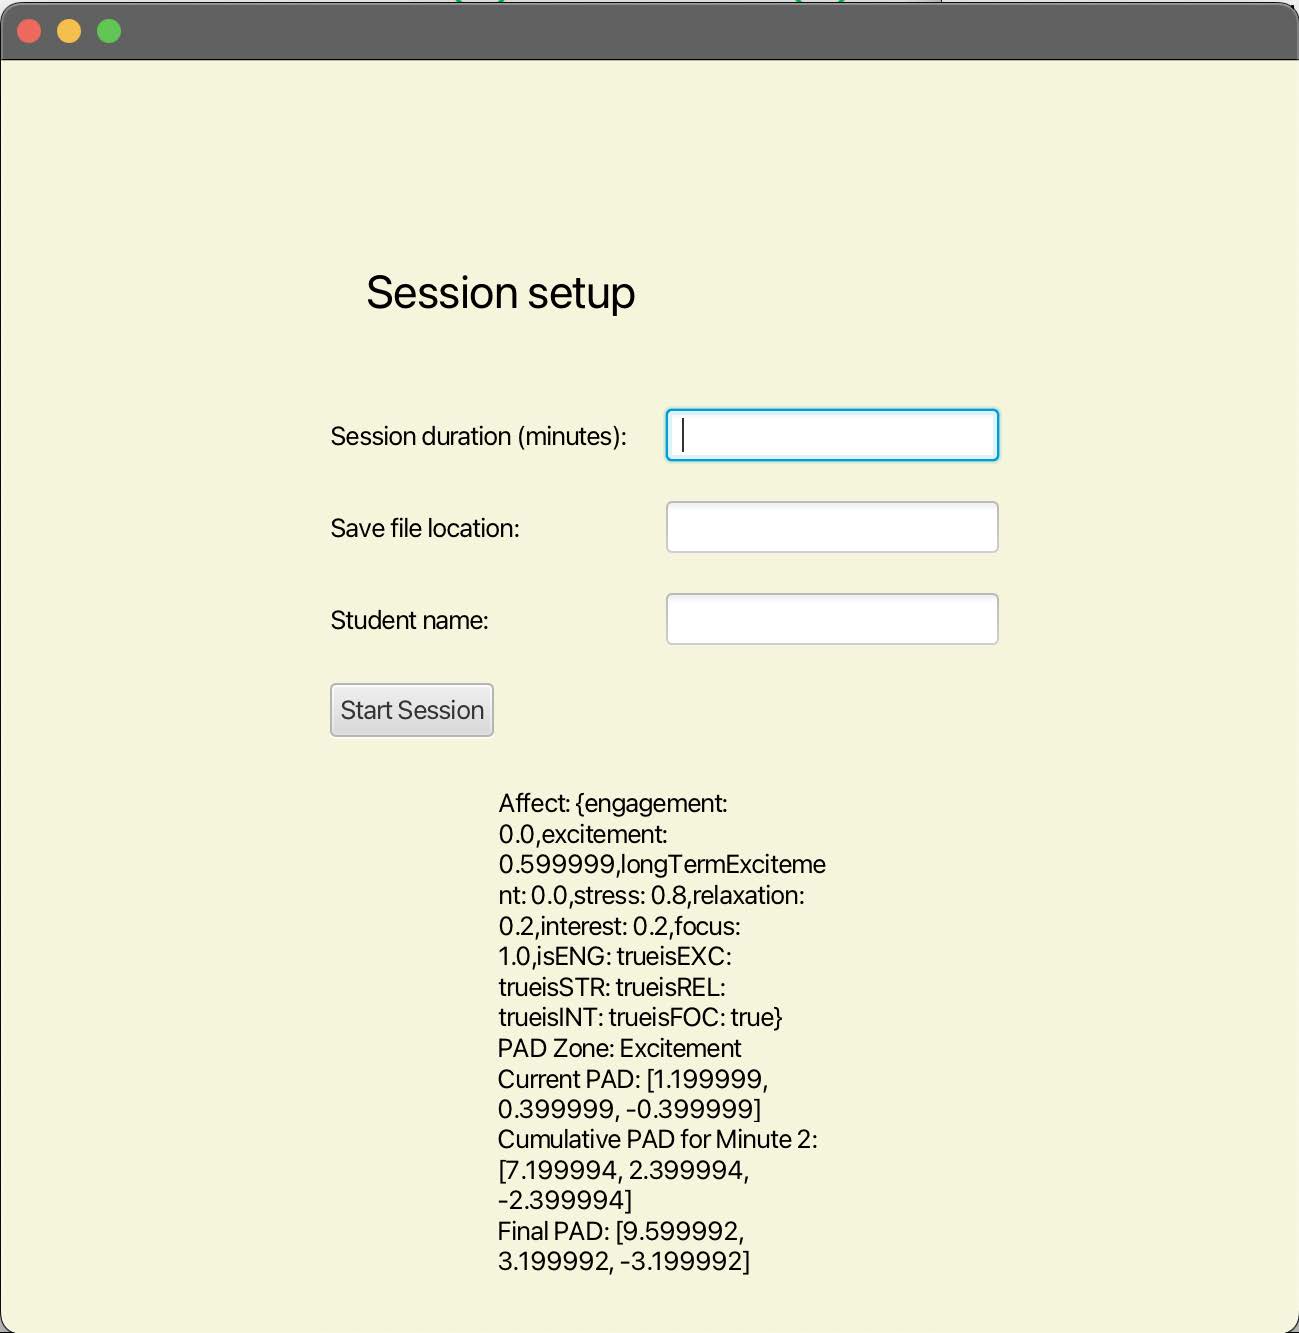 Session setup
Session duration (minutes):
Save file location:
Student name:
Start Session
Affect: {engagement:
0.0,excitement:
0.599999,longTermExciteme
nt: 0.0,stress: 0.8,relaxation:
0.2,interest: 0.2,focus:
1.0,isENG: trueisEXC:
trueisSTR: trueisREL:
trueisINT: trueisFOC: true}
PAD Zone: Excitement
Current PAD: [1.199999,
0.399999, -0.399999]
Cumulative PAD for Minute 2:
[7.199994, 2.399994,
-2.399994]
Final PAD: [9.599992,
3.199992, -3.199992]